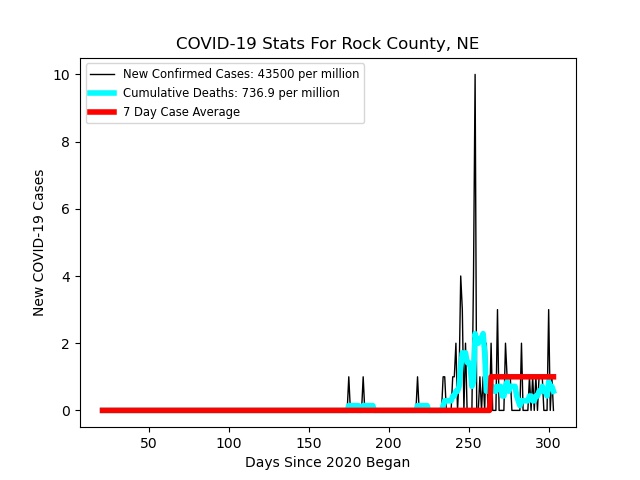 COVID-19 Stats For Rock County, NE
New Confirmed Cases: 43500 per million
Cumulative Deaths: 736.9 per million
7 Day Case Average
New COVID-19 Cases
10
8
6
4
2
0
50 100 150 200 250 300
Days Since 2020 Began